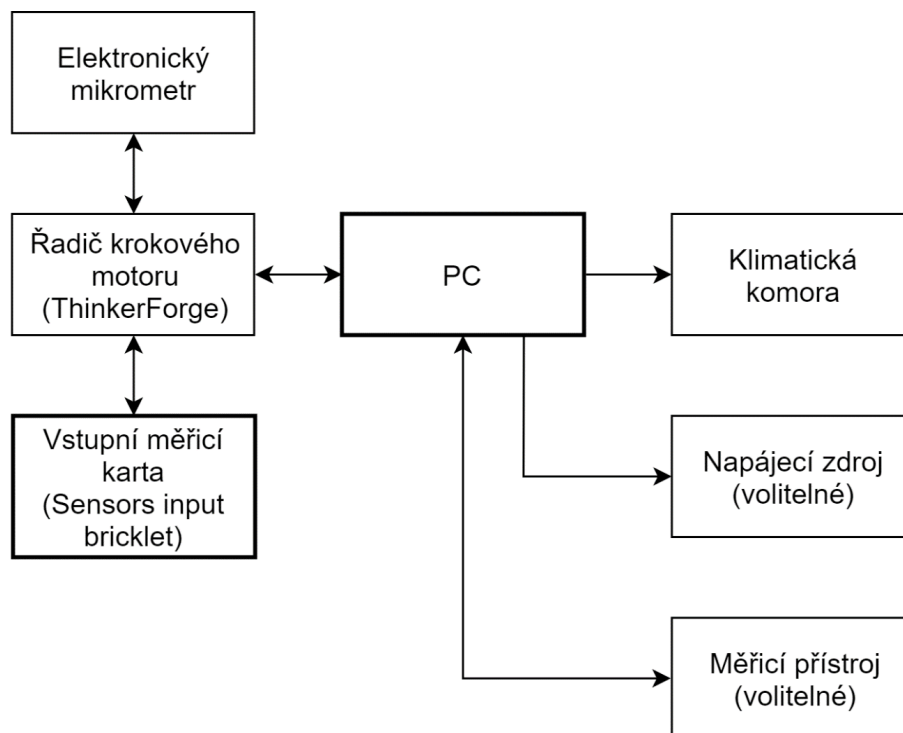 Elektronický
mikrometr
Řadič krokového
motoru
(ThinkerForge)
PC
Klimatická
komora
Vstupní měřicí
karta
(Sensors input
bricklet)
Napájecí zdroj
(volitelné)
Měřicí přístroj
(volitelné)